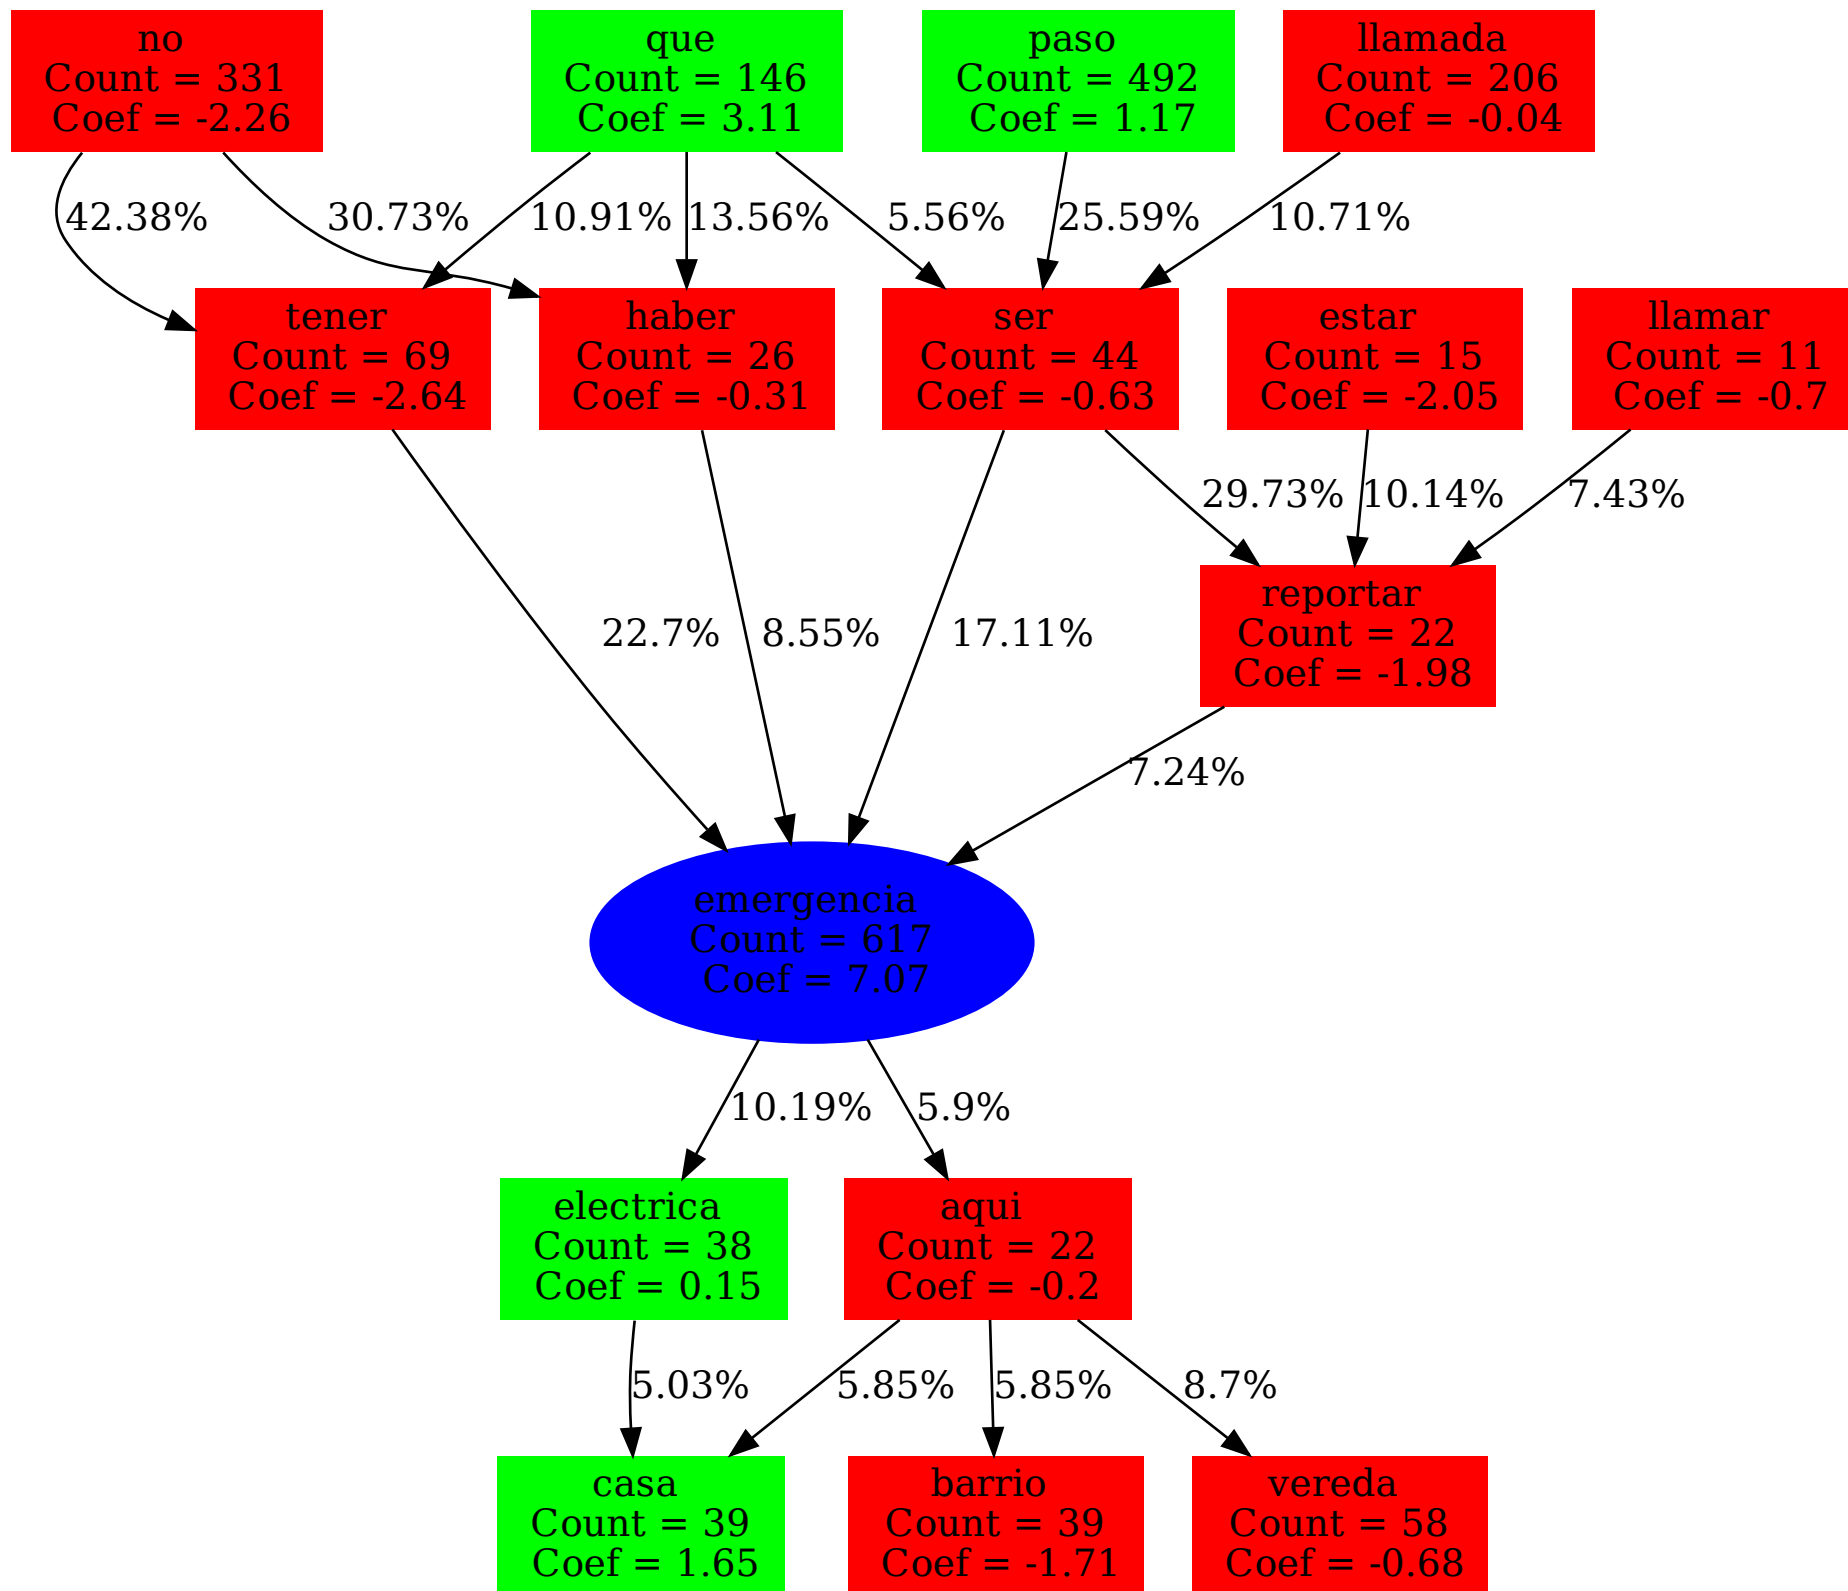 no
Count = 331
Coef = -2.26
que
Count = 146
Coef = 3.11
paso
Count = 492
Coef = 1.17
llamada
Count = 206
Coef = -0.04
42.38%
30.73%
10.91%
13.56%
5.56%
25.59%
10.71%
tener
Count = 69
Coef = -2.64
haber
Count = 26
Coef = -0.31
ser
Count = 44
Coef = -0.63
estar
Count = 15
Coef = -2.05
llamar
Count = 11
Coef = -0.7
29.73%
10.14%
7.43%
22.7%
8.55%
17.11%
reportar
Count = 22
Coef = -1.98
7.24%
emergencia
Count = 617
Coef = 7.07
10.19%
5.9%
electrica
Count = 38
Coef = 0.15
aqui
Count = 22
Coef = -0.2
5.03%
5.85%
5.85%
8.7%
casa
Count = 39
Coef = 1.65
barrio
Count = 39
Coef = -1.71
vereda
Count = 58
Coef = -0.68